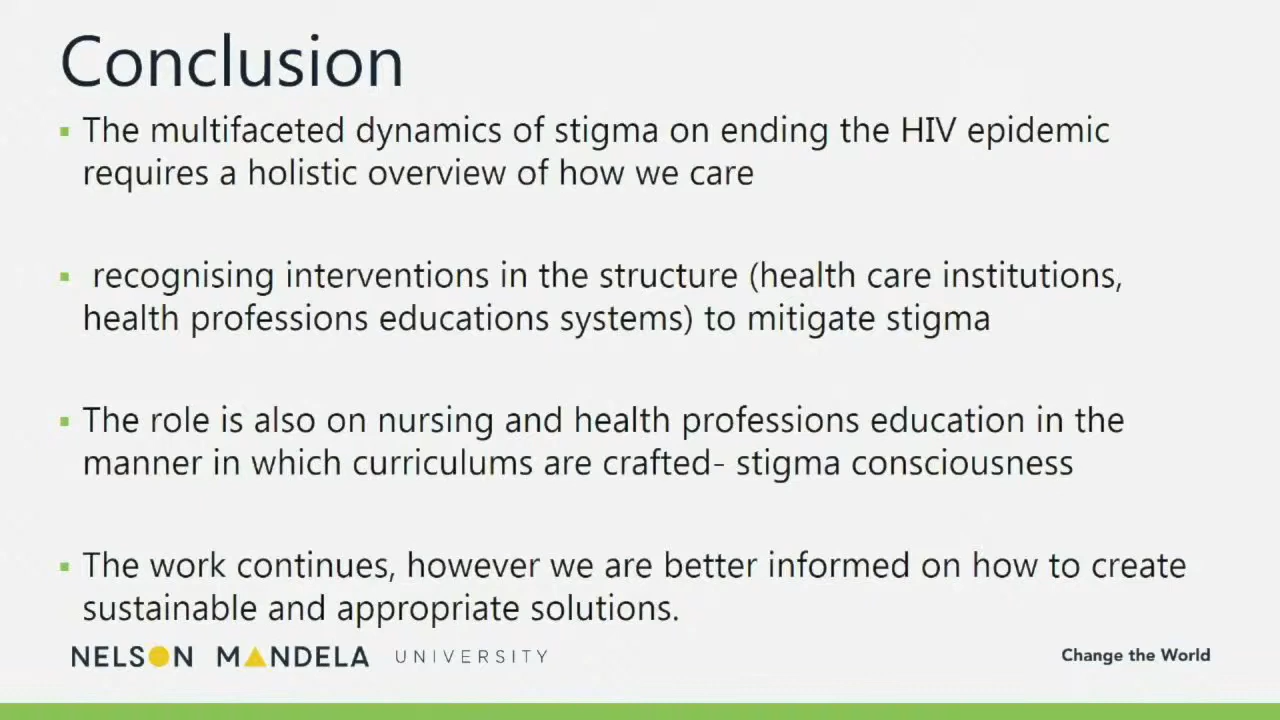 Conclusion
The multifaceted dynamics of stigma on ending the HIV epidemic
requires a holistic overview of how we care
recognising interventions in the structure (health care institutions,
health professions educations systems) to mitigate stigma
The role is also on nursing and health professions education in the
manner in which curriculums are crafted- stigma consciousness
The work continues, however we are better informed on how to create
sustainable and appropriate solutions.
NELSON MANDELA UNIVERSITY
Change the World